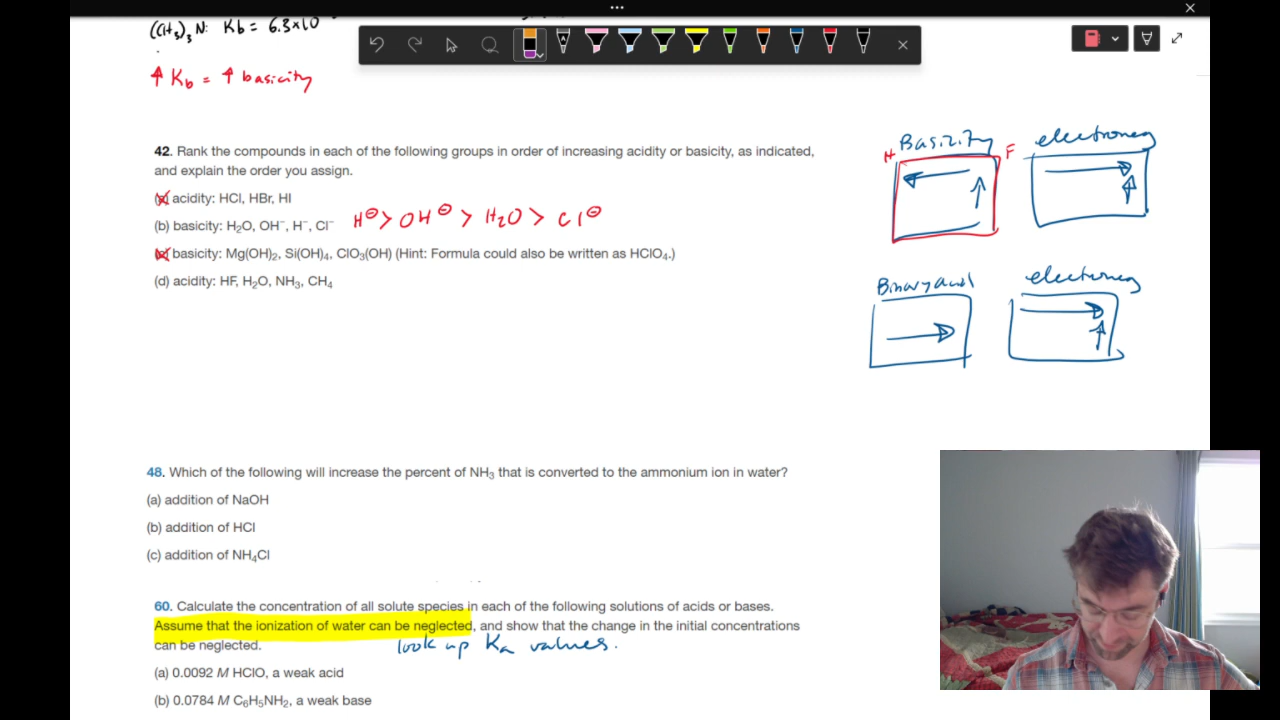 (CH₃)₃N: Kb = 6.3×10
↑ Kb = ↑ basicity
42. Rank the compounds in each of the following groups in order of increasing acidity or basicity, as indicated,
and explain the order you assign.
(a) acidity: HCl, HBr, HI
(b) basicity: H₂O, OH⁻, H⁻, Cl⁻ H⊖ > OH⊖ > H₂O > Cl⊖
(c) basicity: Mg(OH)₂, Si(OH)₄, ClO₃(OH) (Hint: Formula could also be written as HClO₄.)
(d) acidity: HF, H₂O, NH₃, CH₄
Basizity
electroneg
H F
Binary acid
electroneg
48. Which of the following will increase the percent of NH₃ that is converted to the ammonium ion in water?
(a) addition of NaOH
(b) addition of HCl
(c) addition of NH₄Cl
60. Calculate the concentration of all solute species in each of the following solutions of acids or bases.
Assume that the ionization of water can be neglected, and show that the change in the initial concentrations
can be neglected. look up Ka values.
(a) 0.0092 M HClO, a weak acid
(b) 0.0784 M C₆H₅NH₂, a weak base